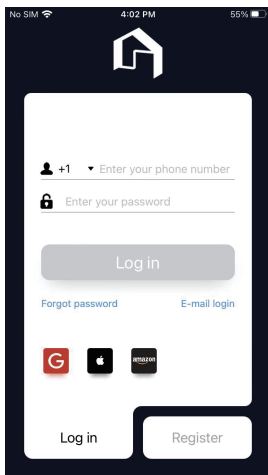 No SIM 4:02 PM 55%
+1 Enter your phone number
Enter your password
Log in
Forgot password E-mail login
G amazon
Log in Register